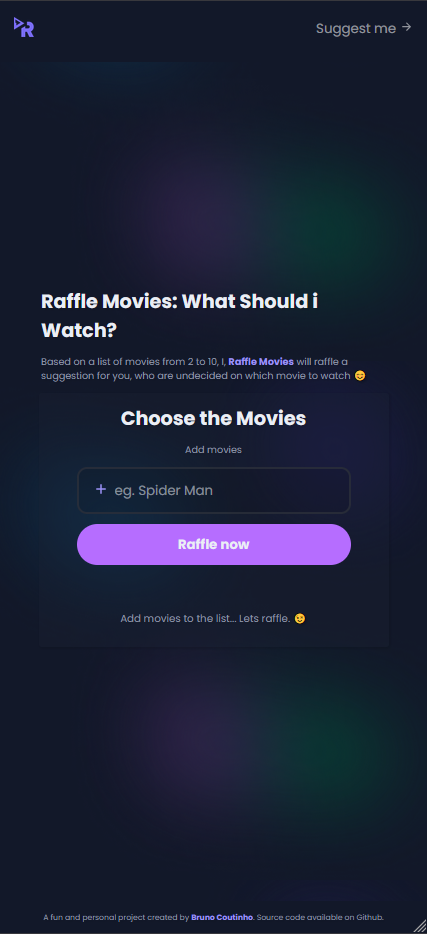 R
Suggest me →
Raffle Movies: What Should i
Watch?
Based on a list of movies from 2 to 10, I, Raffle Movies will raffle a
suggestion for you, who are undecided on which movie to watch 😄
Choose the Movies
Add movies
+ eg. Spider Man
Raffle now
Add movies to the list... Lets raffle. 😉
A fun and personal project created by Bruno Coutinho. Source code available on Github.